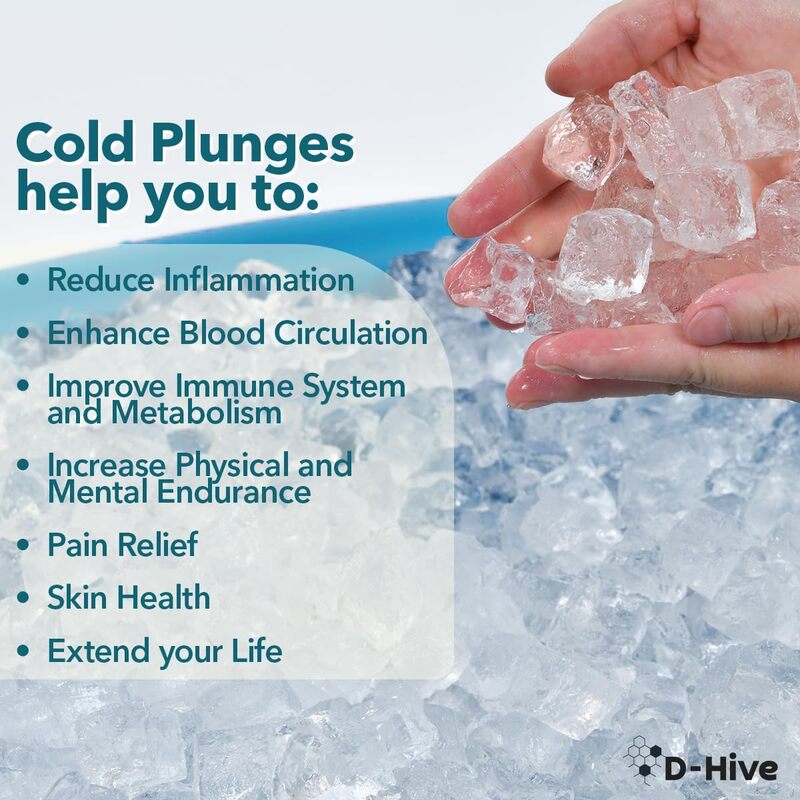 Cold Plunges
help you to:
• Reduce Inflammation
• Enhance Blood Circulation
• Improve Immune System
and Metabolism
• Increase Physical and
Mental Endurance
• Pain Relief
• Skin Health
• Extend your Life
D-Hive